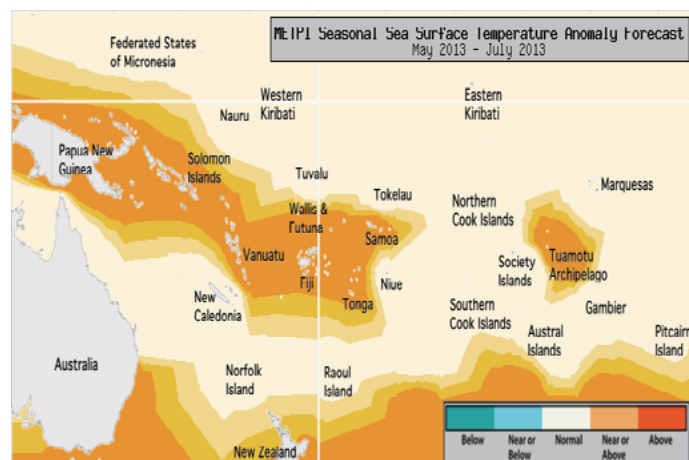 METPI Seasonal Sea Surface Temperature Anomaly Forecast
May 2013 - July 2013
Federated States
of Micronesia
Nauru
Western
Kiribati
Eastern
Kiribati
Papua New
Guinea
Solomon
Islands
Tuvalu
Tokelau
Marquesas
Wallis &
Futuna
Northern
Cook Islands
Samoa
Vanuatu
Fiji
Niue
Society
Islands
Tuamotu
Archipelago
New
Caledonia
Tonga
Southern
Cook Islands
Gambier
Austral
Islands
Pitcairn
Island
Australia
Norfolk
Island
Raoul
Island
New Zealand
Below
Near or
Below
Normal
Near or
Above
Above